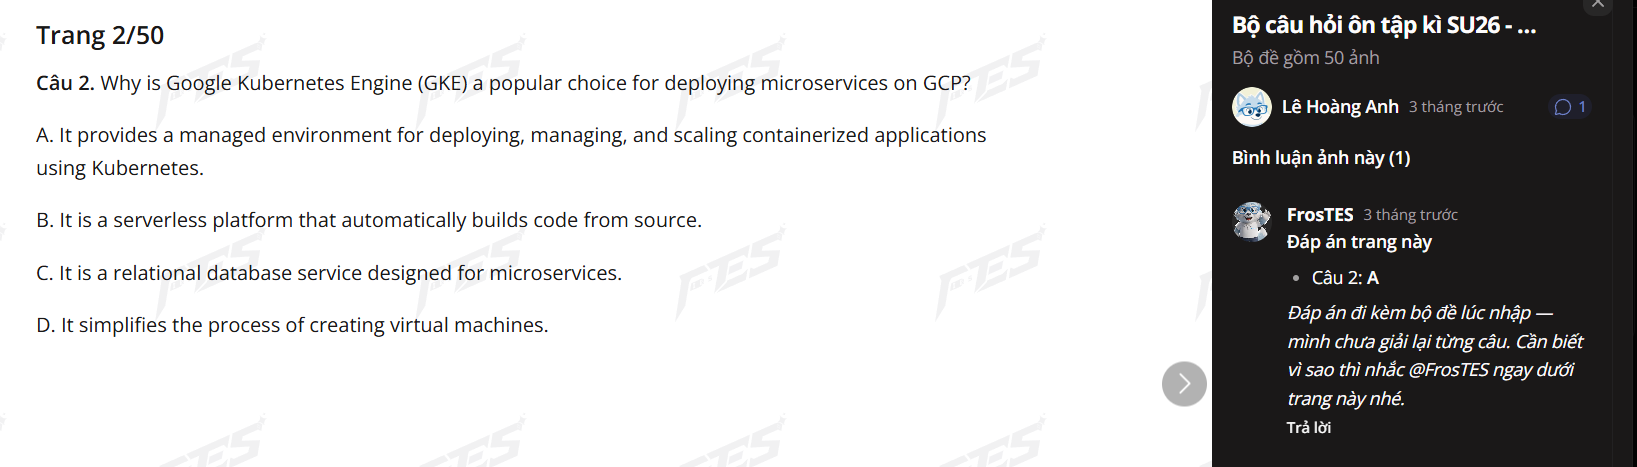 Trang 2/50
Câu 2. Why is Google Kubernetes Engine (GKE) a popular choice for deploying microservices on GCP?
A. It provides a managed environment for deploying, managing, and scaling containerized applications
using Kubernetes.
B. It is a serverless platform that automatically builds code from source.
C. It is a relational database service designed for microservices.
D. It simplifies the process of creating virtual machines.
Bộ câu hỏi ôn tập kì SU26 - ...
Bộ đề gồm 50 ảnh
Lê Hoàng Anh 3 tháng trước 1
Bình luận ảnh này (1)
FrosTES 3 tháng trước
Đáp án trang này
• Câu 2: A
Đáp án đi kèm bộ đề lúc nhập —
mình chưa giải lại từng câu. Cần biết
vì sao thì nhắc @FrosTES ngay dưới
trang này nhé.
Trả lời